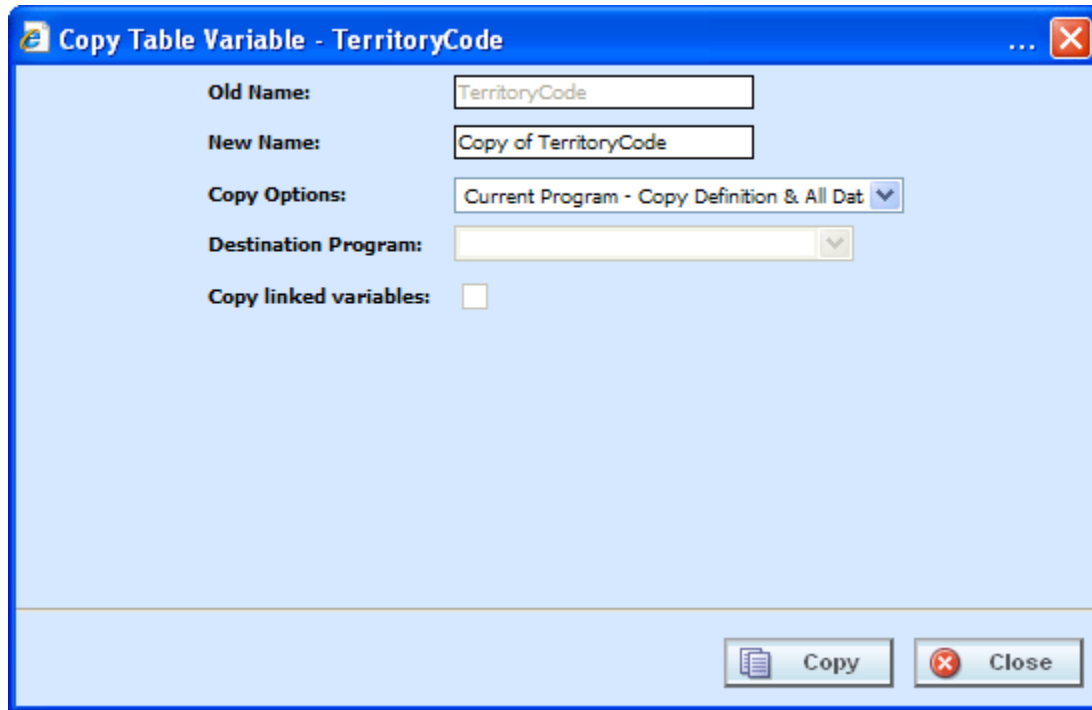 Copy Table Variable - TerritoryCode ...
Old Name: TerritoryCode
New Name: Copy of TerritoryCode
Copy Options: Current Program - Copy Definition & All Dat
Destination Program:
Copy linked variables:
Copy Close